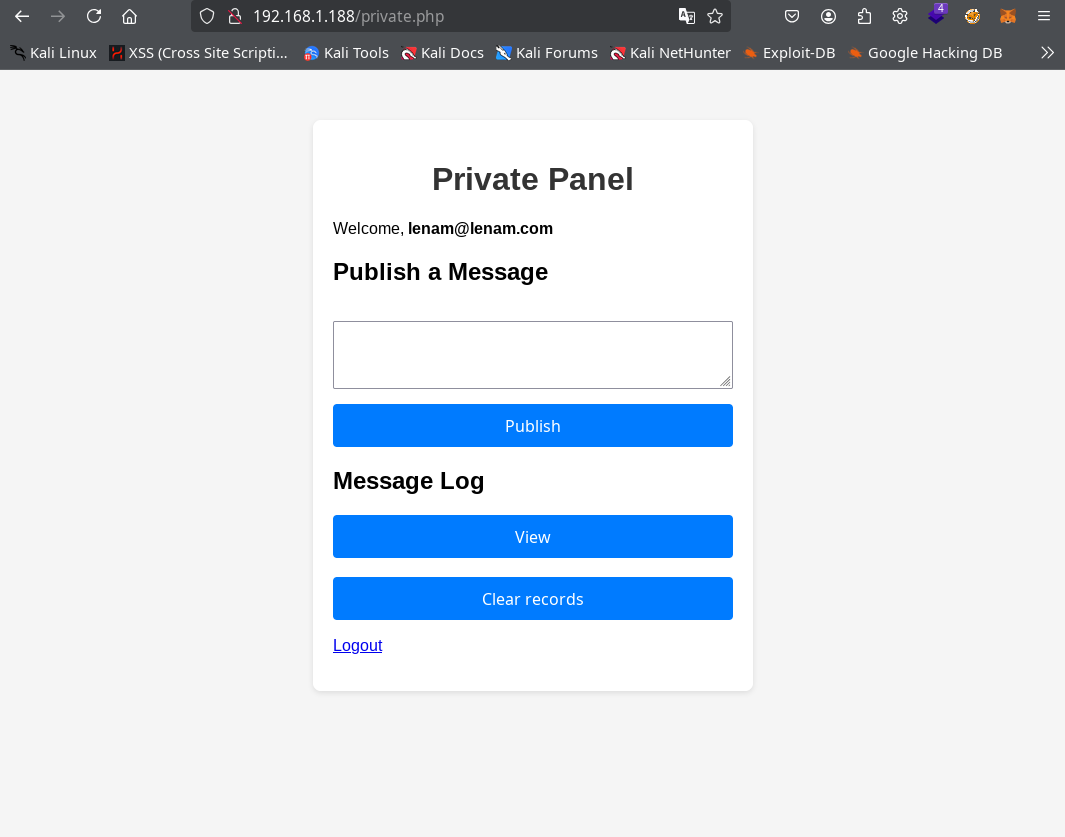 192.168.1.188/private.php
4
Kali Linux XSS (Cross Site Scripti... Kali Tools Kali Docs Kali Forums Kali NetHunter Exploit-DB Google Hacking DB
Private Panel
Welcome, lenam@lenam.com
Publish a Message
Publish
Message Log
View
Clear records
Logout